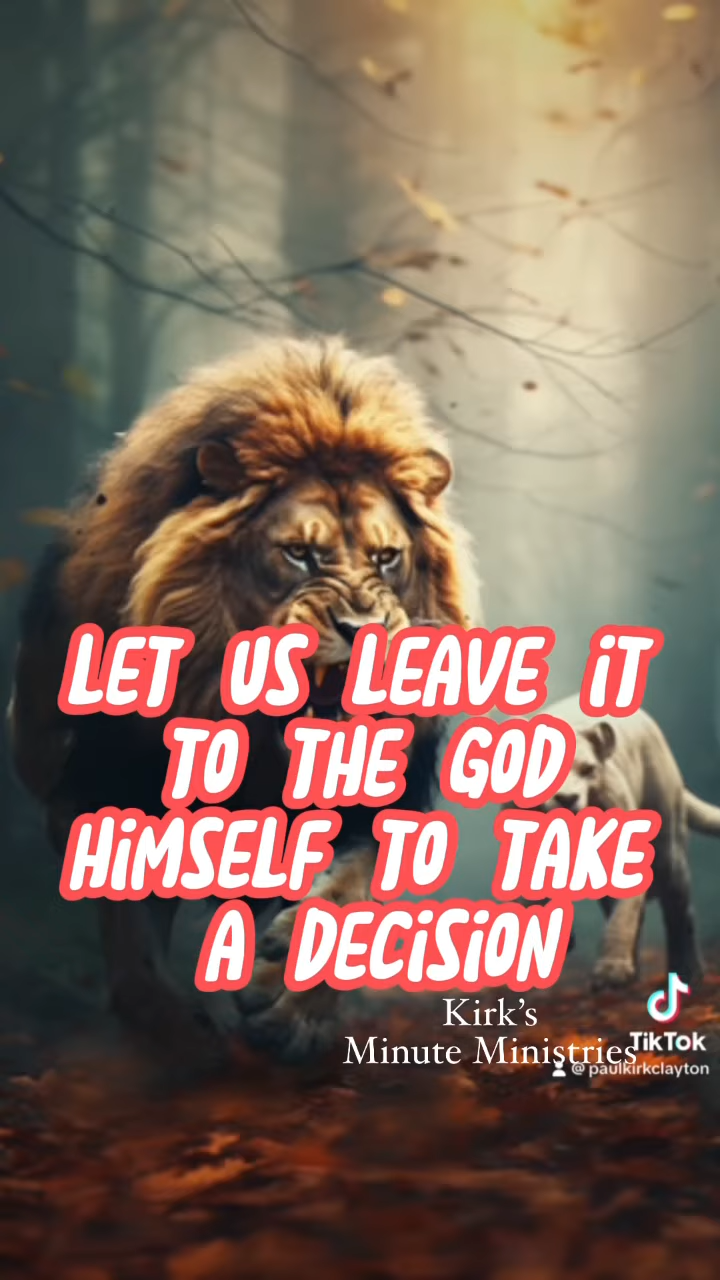 LET US LEAVE iT
TO THE GOD
HiMSELF TO TAKE
A DECiSiON
Kirk's
Minute Ministries
TikTok
@paulkirkclayton